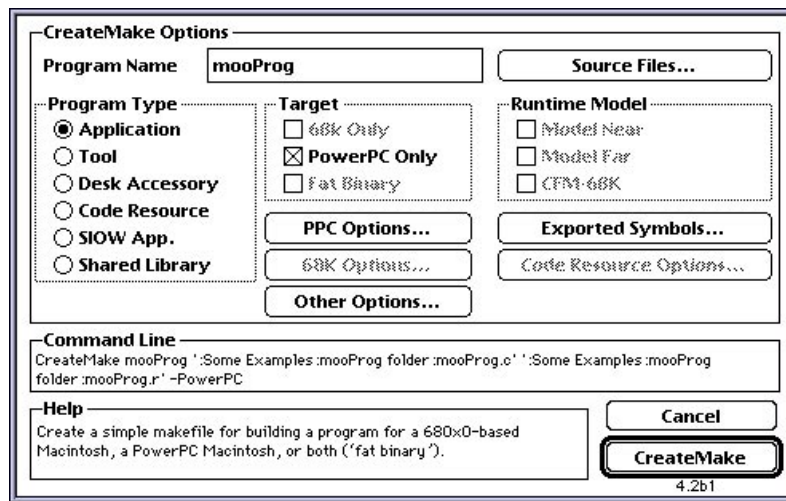 CreateMake Options
Program Name
mooProg
Source Files...
Program Type
Application
Tool
Desk Accessory
Code Resource
SIOW App.
Shared Library
Target
68k Only
PowerPC Only
Fat Binary
Runtime Model
Model Near
Model Far
CFM-68K
PPC Options...
68K Options...
Other Options...
Exported Symbols...
Code Resource Options...
Command Line
CreateMake mooProg ':Some Examples:mooProg folder:mooProg.c' ':Some Examples:mooProg
folder:mooProg.r' -PowerPC
Help
Create a simple makefile for building a program for a 680x0-based
Macintosh, a PowerPC Macintosh, or both ('fat binary').
Cancel
CreateMake
4.2b1